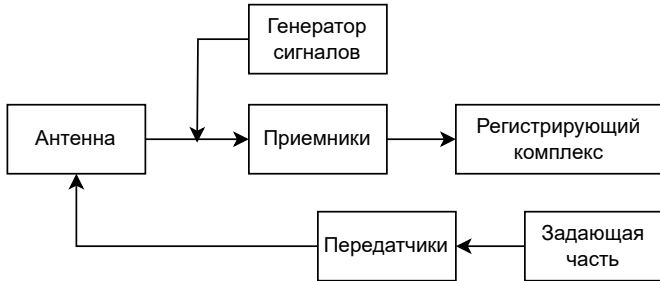 Генератор
сигналов
Антенна
Приемники
Регистрирующий
комплекс
Передатчики
Задающая
часть